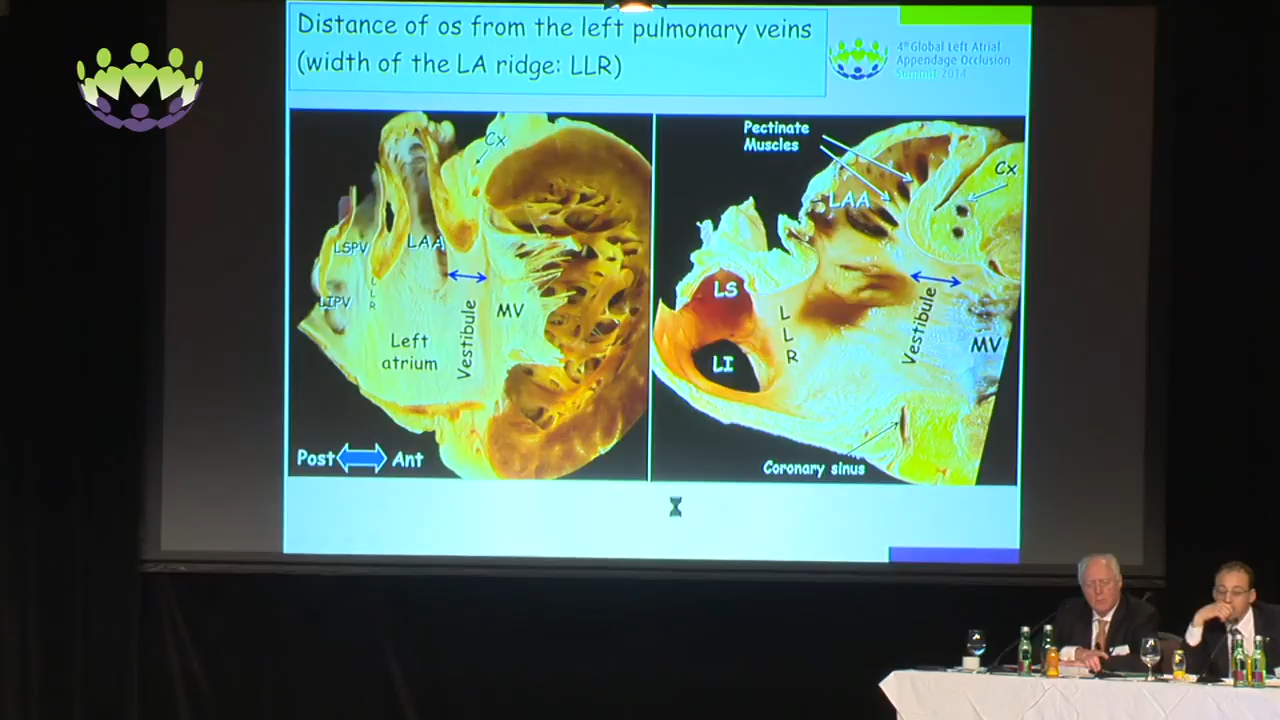 Distance of os from the left pulmonary veins
(width of the LA ridge: LLR)
4th Global Left Atrial
Appendage Occlusion
Summit 2014
Cx
LSPV
LAA
LIPV
LLR
Left
atrium
Vestibule
MV
Post
Ant
Pectinate
Muscles
LAA
Cx
LS
LI
LLR
Vestibule
MV
Coronary sinus